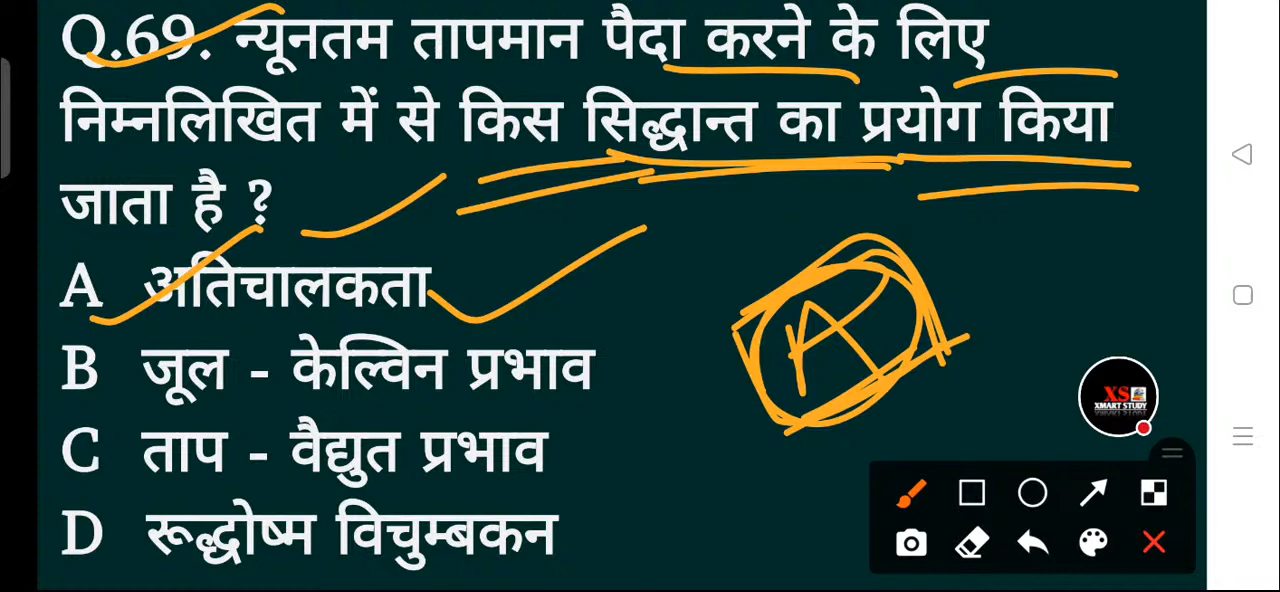 Q.69. न्यूनतम तापमान पैदा करने के लिए
निम्नलिखित में से किस सिद्धान्त का प्रयोग किया
जाता है ?
A अतिचालकता
B जूल - केल्विन प्रभाव
C ताप - वैद्युत प्रभाव
D रूद्धोष्म विचुम्बकन
A
XS
XMART STUDY